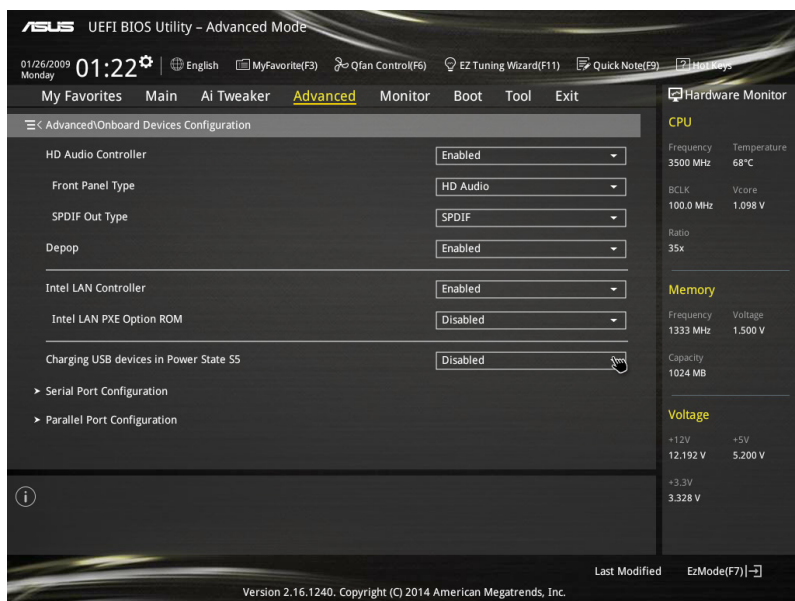 ASUS UEFI BIOS Utility – Advanced Mode
01/26/2009
Monday
01:22
English MyFavorite(F3) Qfan Control(F6) EZ Tuning Wizard(F11) Quick Note(F9) ? Hot Keys
My Favorites Main Ai Tweaker Advanced Monitor Boot Tool Exit
Advanced\Onboard Devices Configuration
HD Audio Controller Enabled
Front Panel Type HD Audio
SPDIF Out Type SPDIF
Depop Enabled
Intel LAN Controller Enabled
Intel LAN PXE Option ROM Disabled
Charging USB devices in Power State S5 Disabled
> Serial Port Configuration
> Parallel Port Configuration
Hardware Monitor
CPU
Frequency Temperature
3500 MHz 68°C
BCLK Vcore
100.0 MHz 1.098 V
Ratio
35x
Memory
Frequency Voltage
1333 MHz 1.500 V
Capacity
1024 MB
Voltage
+12V +5V
12.192 V 5.200 V
+3.3V
3.328 V
i
Last Modified EzMode(F7)
Version 2.16.1240. Copyright (C) 2014 American Megatrends, Inc.